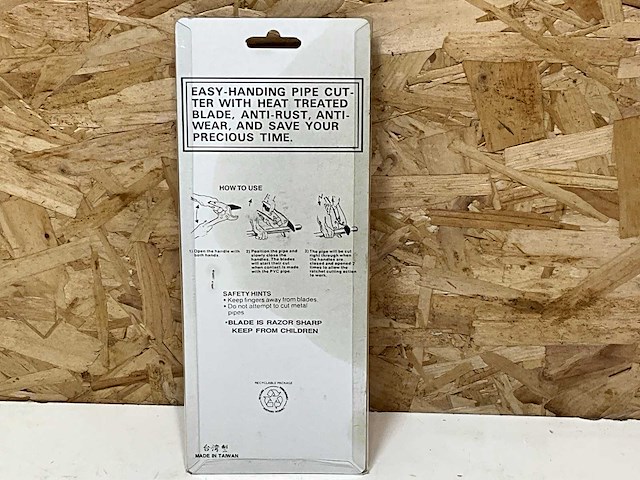 EASY-HANDING PIPE CUT-
TER WITH HEAT TREATED
BLADE, ANTI-RUST, ANTI-
WEAR, AND SAVE YOUR
PRECIOUS TIME.
HOW TO USE
1) Open the handle with
both hands.
2) Position the pipe and
slowly close the
handles. The blades
will start their cut
when contact is made
with the PVC pipe.
3) The pipe will be cut
right through when
the handles are
closed and opened
times to allow the
ratchet cutting action
to work.
SAFETY HINTS
• Keep fingers away from blades.
• Do not attempt to cut metal
pipes
•BLADE IS RAZOR SHARP
KEEP FROM CHILDREN
RECYCLABLE PACKAGE
台湾製
MADE IN TAIWAN